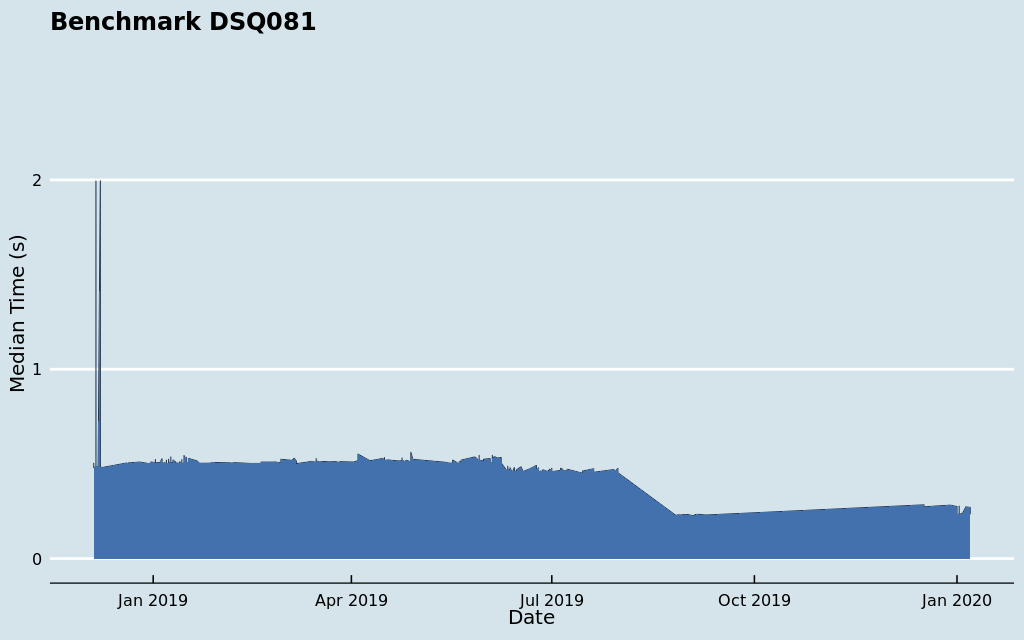 Benchmark DSQ081
Median Time (s)
2
1
0
Jan 2019
Apr 2019
Jul 2019
Oct 2019
Jan 2020
Date